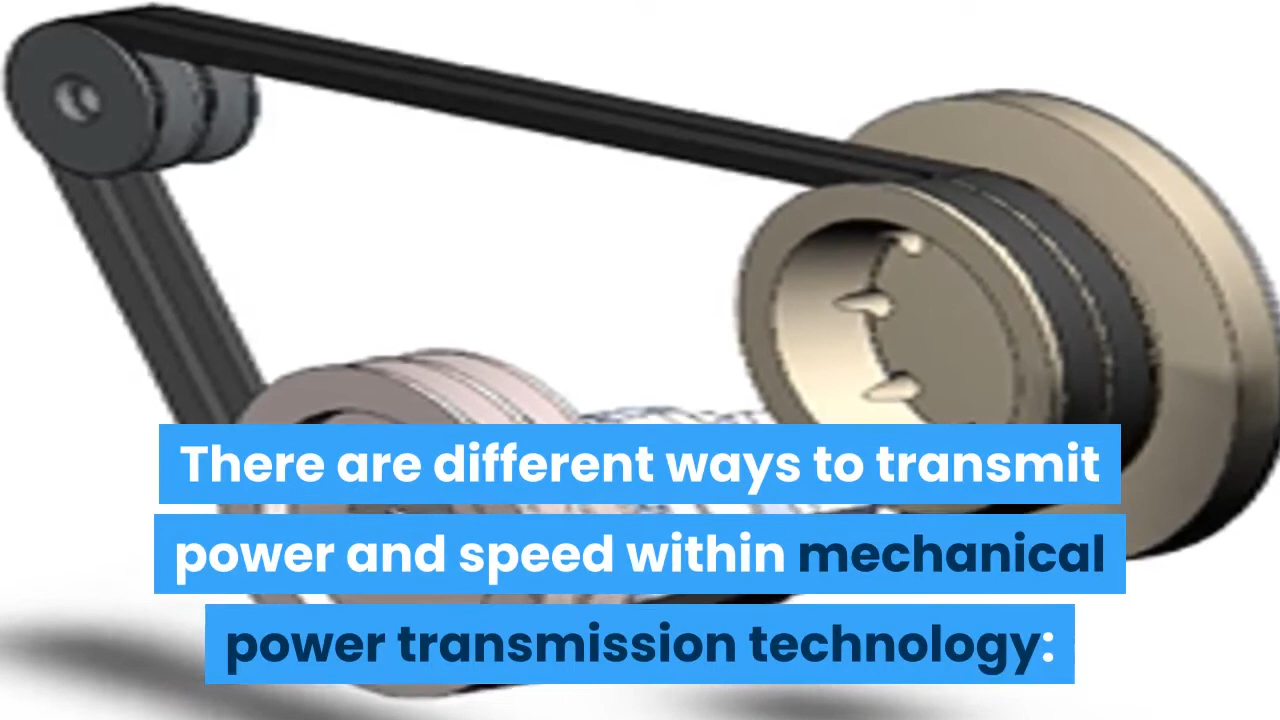 There are different ways to transmit
power and speed within mechanical
power transmission technology: